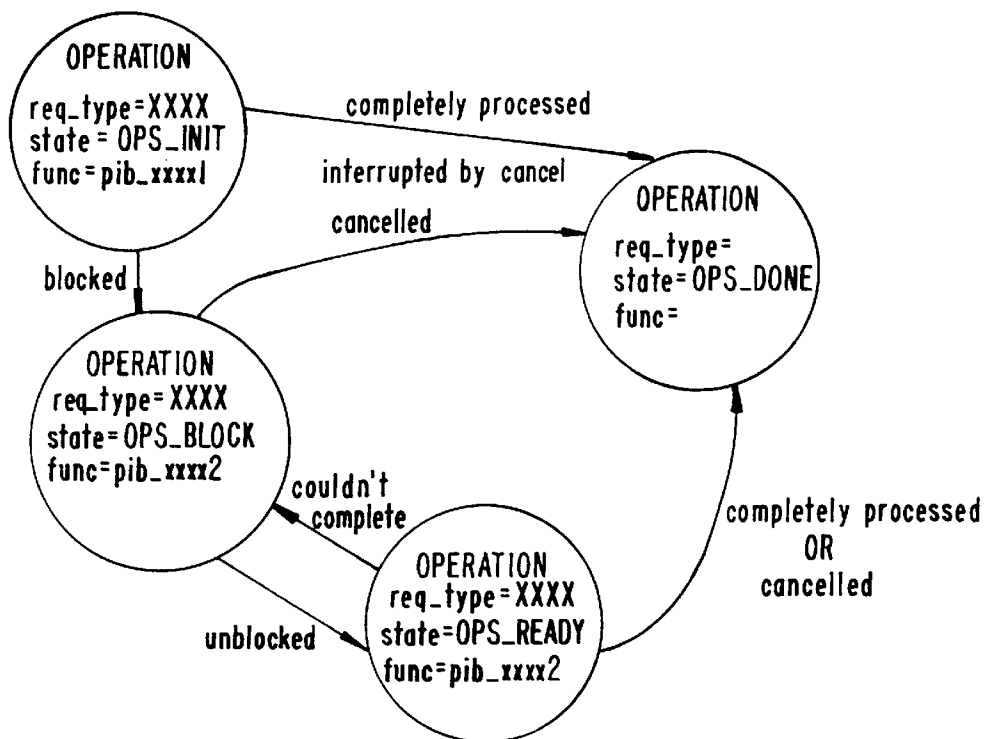 OPERATION
req_type=XXXX
state = OPS_INIT
func=pib_xxxx1
completely processed
interrupted by cancel
cancelled
OPERATION
req_type=
state=OPS_DONE
func=
blocked
OPERATION
req_type=XXXX
state=OPS_BLOCK
func=pib_xxxx2
couldn't
complete
unblocked
OPERATION
req_type=XXXX
state=OPS_READY
func=pib_xxxx2
completely processed
OR
cancelled